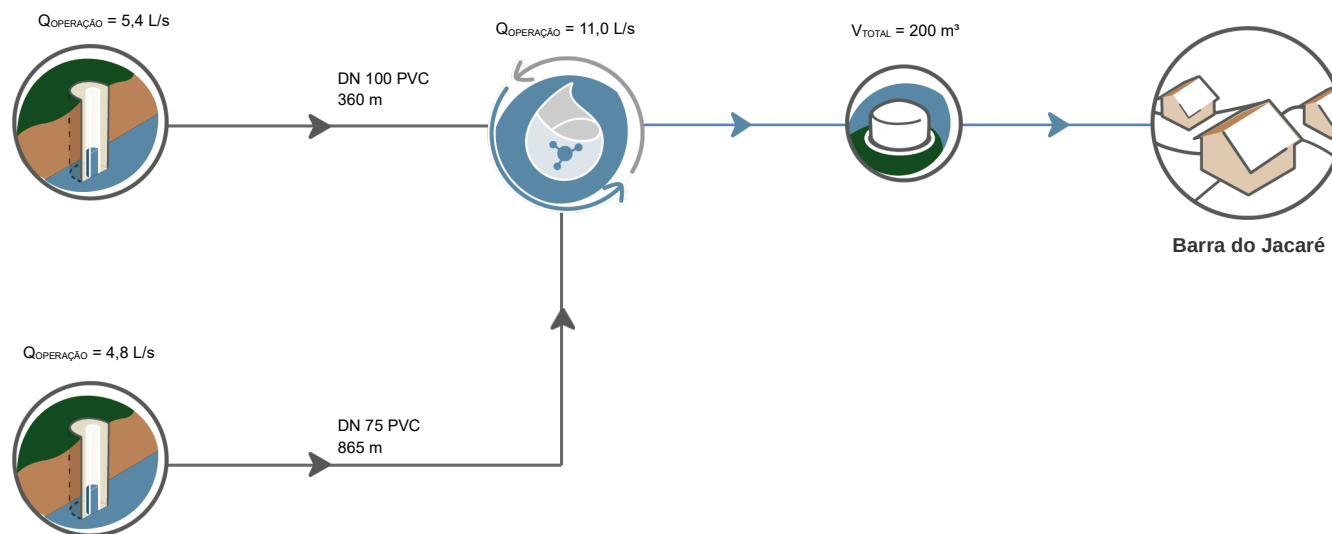 QOPERAÇÃO = 5,4 L/s
QOPERAÇÃO = 11,0 L/s
VTOTAL = 200 m³
DN 100 PVC
360 m
Barra do Jacaré
QOPERAÇÃO = 4,8 L/s
DN 75 PVC
865 m